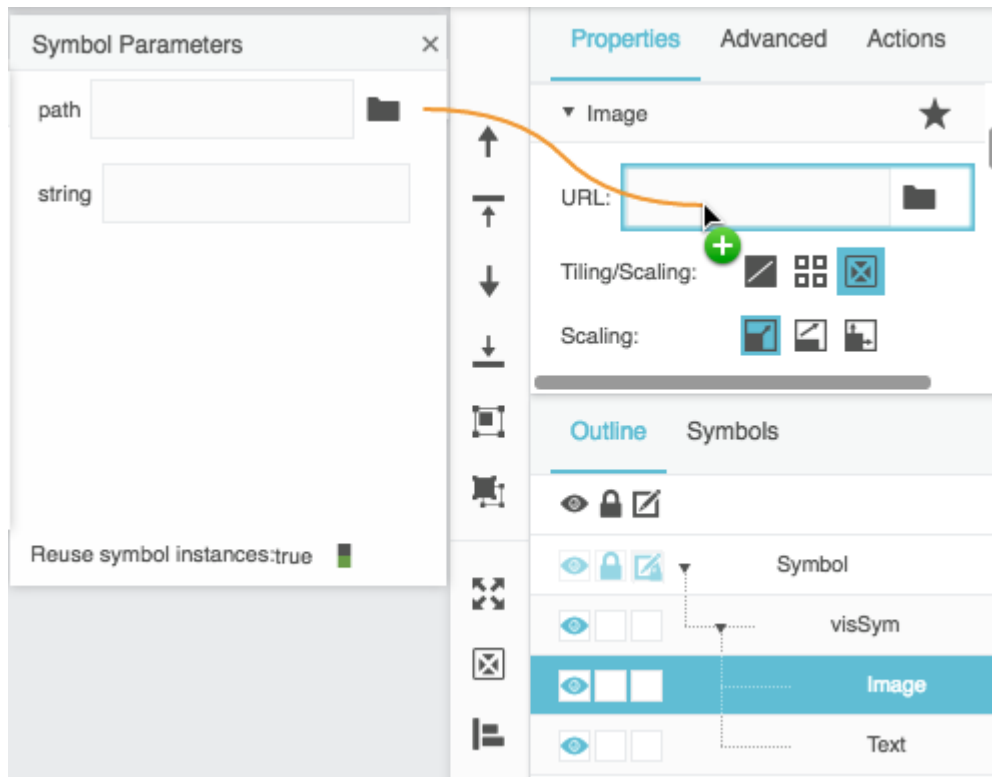 Symbol Parameters
path
string
Reuse symbol instances:true
Properties Advanced Actions
Image
URL:
Tiling/Scaling:
Scaling:
Outline Symbols
Symbol
visSym
Image
Text